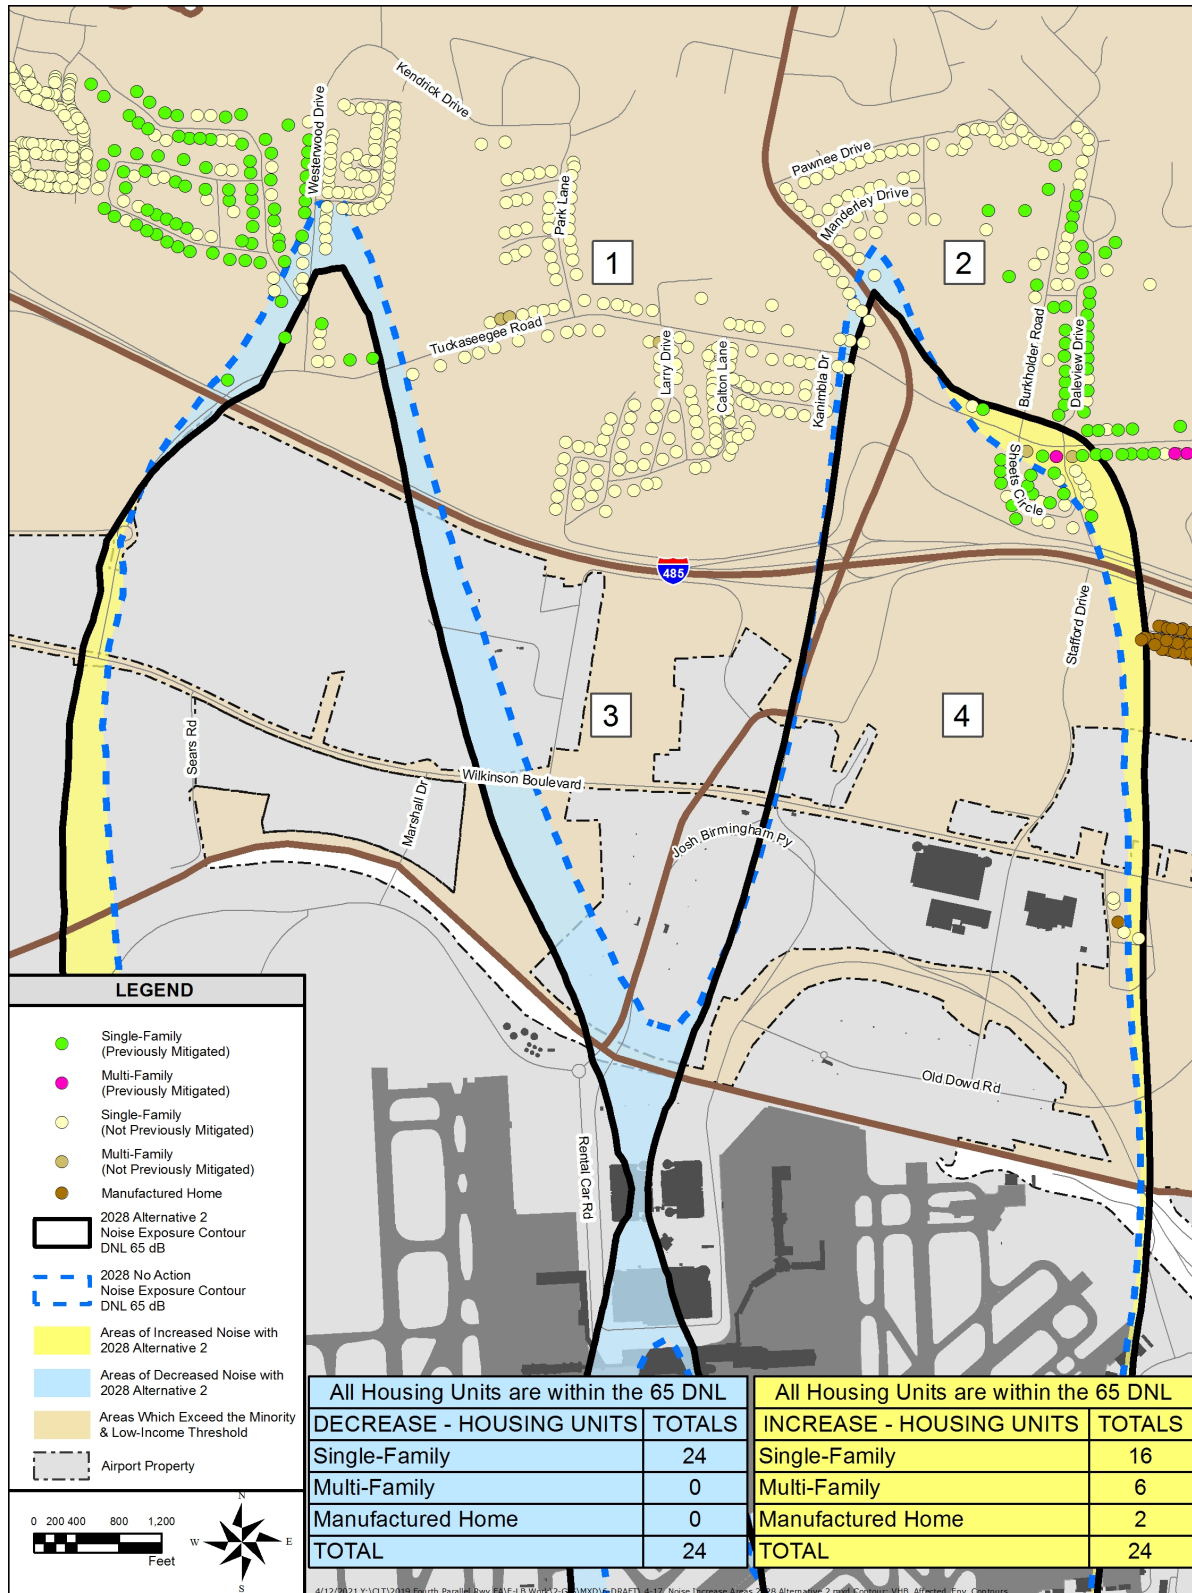 Kendrick Drive
Westerwood Drive
Park Lane
Pawnee Drive
Manderley Drive
1
2
Tuckaseegee Road
Larry Drive
Calton Lane
Kanimbla Dr
Burkholder Road
Daleview Drive
Sheets Circle
485
Stafford Drive
3
4
Sears Rd
Marshall Dr
Wilkinson Boulevard
Josh Birmingham Py
Old Dowd Rd
Rental Car Rd
LEGEND
Single-Family
(Previously Mitigated)
Multi-Family
(Previously Mitigated)
Single-Family
(Not Previously Mitigated)
Multi-Family
(Not Previously Mitigated)
Manufactured Home
2028 Alternative 2
Noise Exposure Contour
DNL 65 dB
2028 No Action
Noise Exposure Contour
DNL 65 dB
Areas of Increased Noise with
2028 Alternative 2
Areas of Decreased Noise with
2028 Alternative 2
Areas Which Exceed the Minority
& Low-Income Threshold
Airport Property
0 200 400 800 1,200
Feet
N
W E
S
All Housing Units are within the 65 DNL
DECREASE - HOUSING UNITS TOTALS
Single-Family 24
Multi-Family 0
Manufactured Home 0
TOTAL 24
All Housing Units are within the 65 DNL
INCREASE - HOUSING UNITS TOTALS
Single-Family 16
Multi-Family 6
Manufactured Home 2
TOTAL 24
4/12/2021